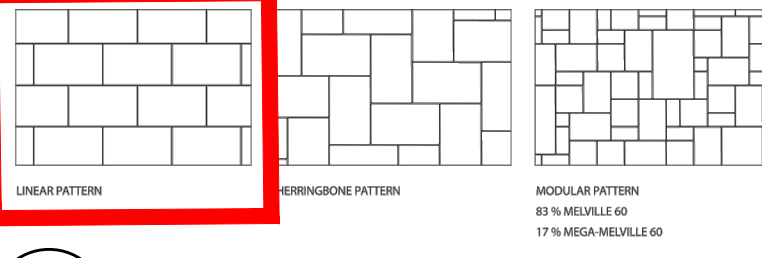 LINEAR PATTERN
HERRINGBONE PATTERN
MODULAR PATTERN
83 % MELVILLE 60
17 % MEGA-MELVILLE 60